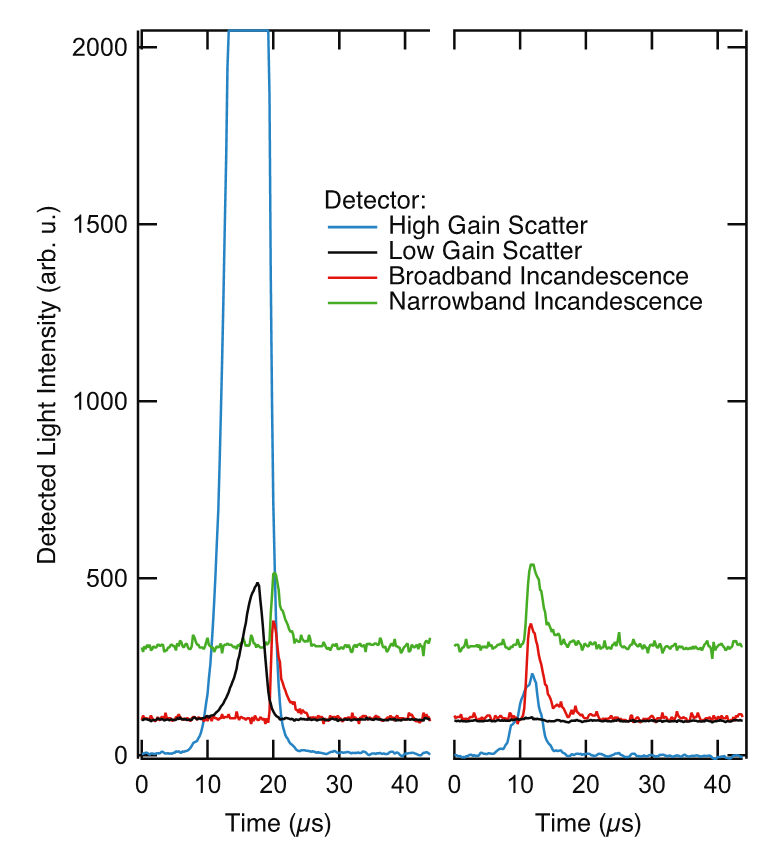 Detected Light Intensity (arb. u.)
2000
1500
1000
500
0
Detector:
High Gain Scatter
Low Gain Scatter
Broadband Incandescence
Narrowband Incandescence
0 10 20 30 40
0 10 20 30 40
Time (µs)
Time (µs)